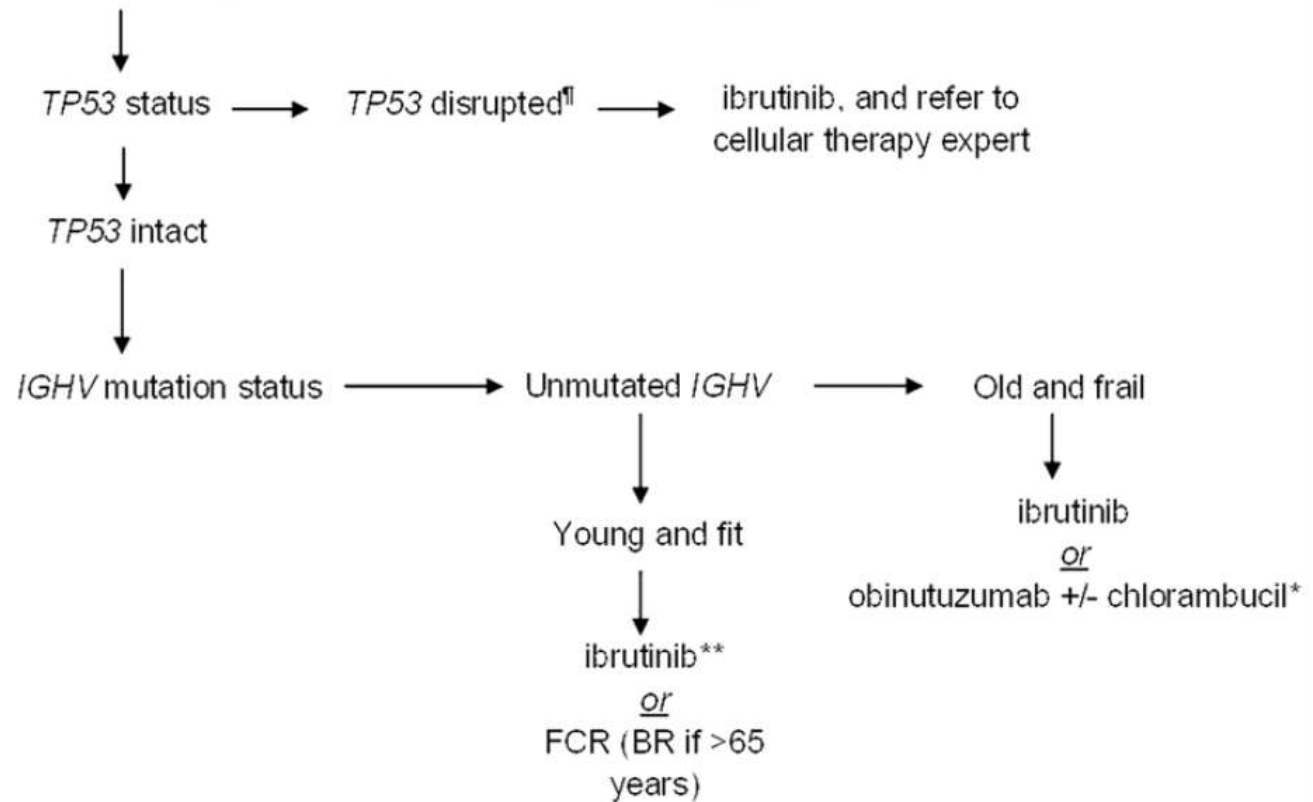 TP53 status
TP53 disrupted¶
ibrutinib, and refer to
cellular therapy expert
TP53 intact
IGHV mutation status
Unmutated IGHV
Old and frail
Young and fit
ibrutinib
or
obinutuzumab +/- chlorambucil*
ibrutinib**
or
FCR (BR if >65
years)